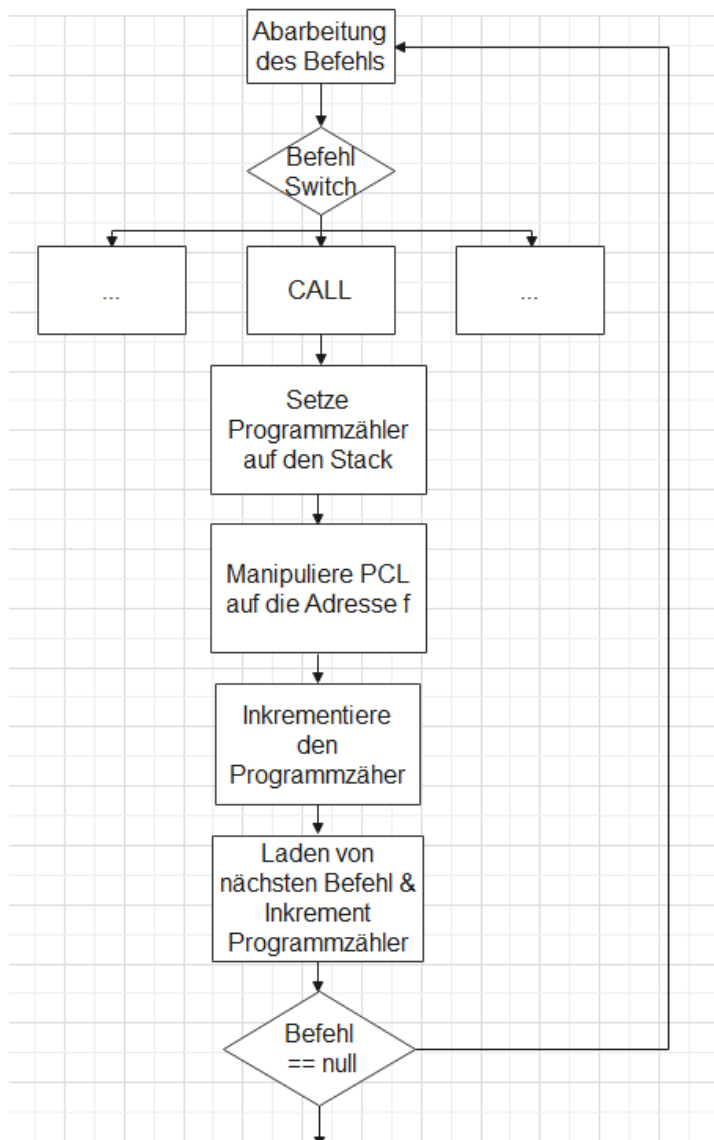 Abarbeitung
des Befehls
Befehl
Switch
...
CALL
...
Setze
Programmzähler
auf den Stack
Manipuliere PCL
auf die Adresse f
Inkrementiere
den
Programmzäher
Laden von
nächsten Befehl &
Inkrement
Programmzähler
Befehl
== null